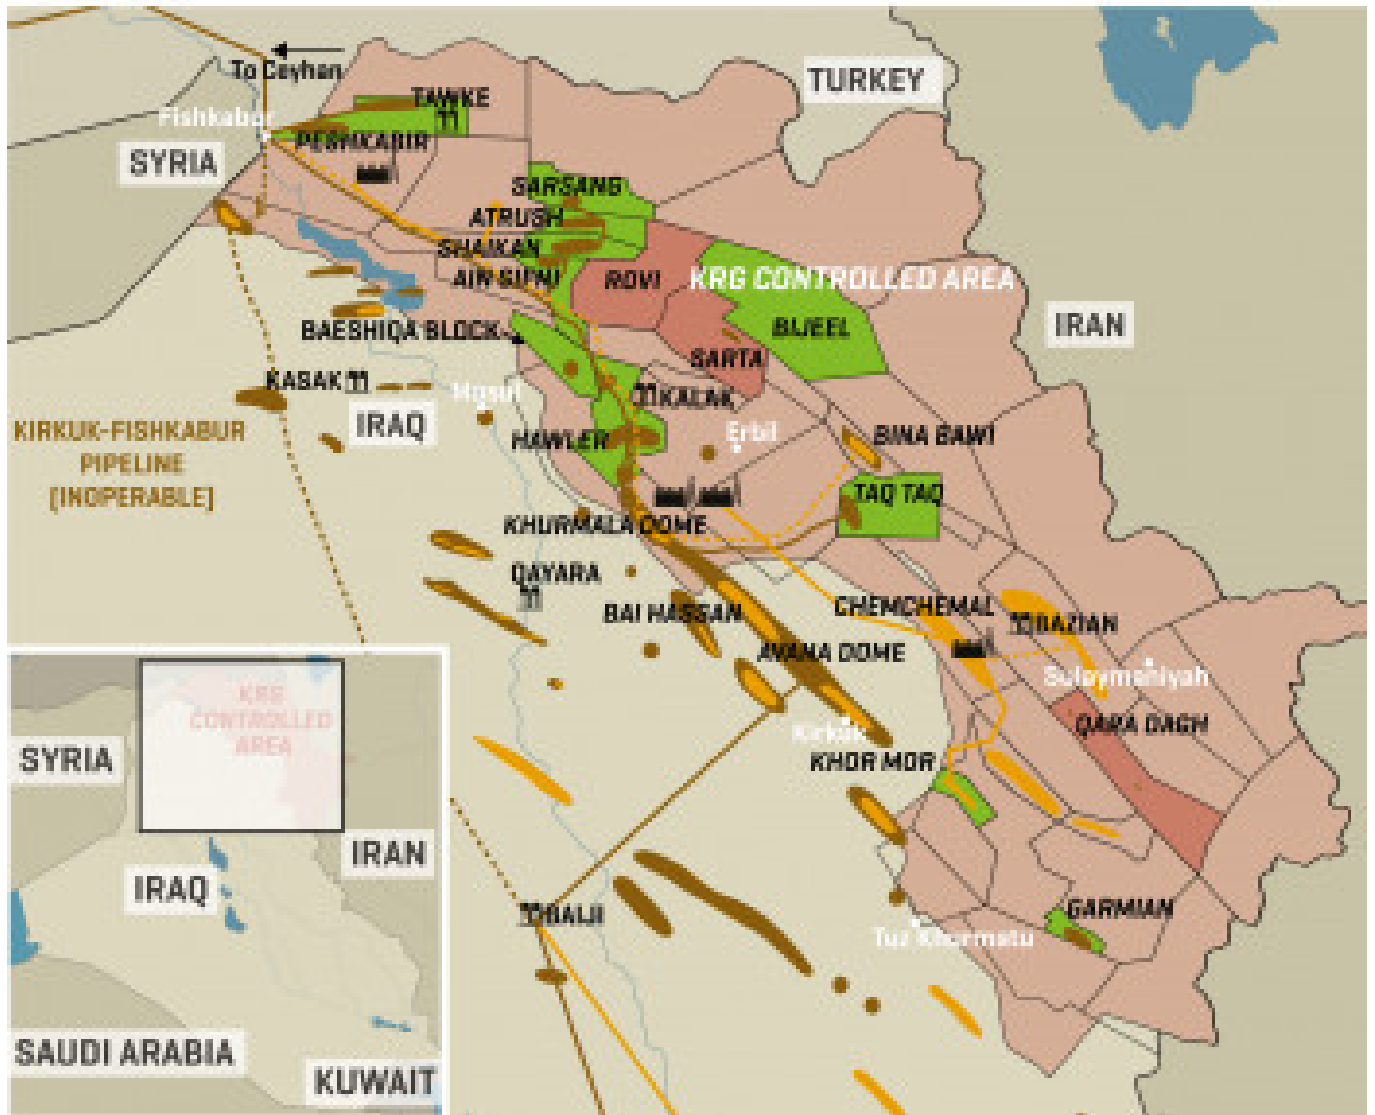 TURKEY
To Ceyhan
TAWKE
Fishkabur
PESHKABIR
SYRIA
SARSANG
ATRUSH
SHAIKAN
AIN SIFNI
ROVI
KRG CONTROLLED AREA
BIJEEL
IRAN
BAESHIQA BLOCK
SARTA
KASAK
Mosul
KALAK
IRAQ
KIRKUK-FISHKABUR
PIPELINE
[INOPERABLE]
HAWLER
Erbil
BINA BAWI
TAQ TAQ
KHURMALA DOME
QAYARA
BAI HASSAN
CHEMCHEMAL
BAZIAN
AVANA DOME
Sulaymaniyah
QARA DAGH
Kirkuk
KHOR MOR
BAIJI
GARMIAN
Tuz Khurmatu
KRG
CONTROLLED
AREA
SYRIA
IRAN
IRAQ
SAUDI ARABIA
KUWAIT